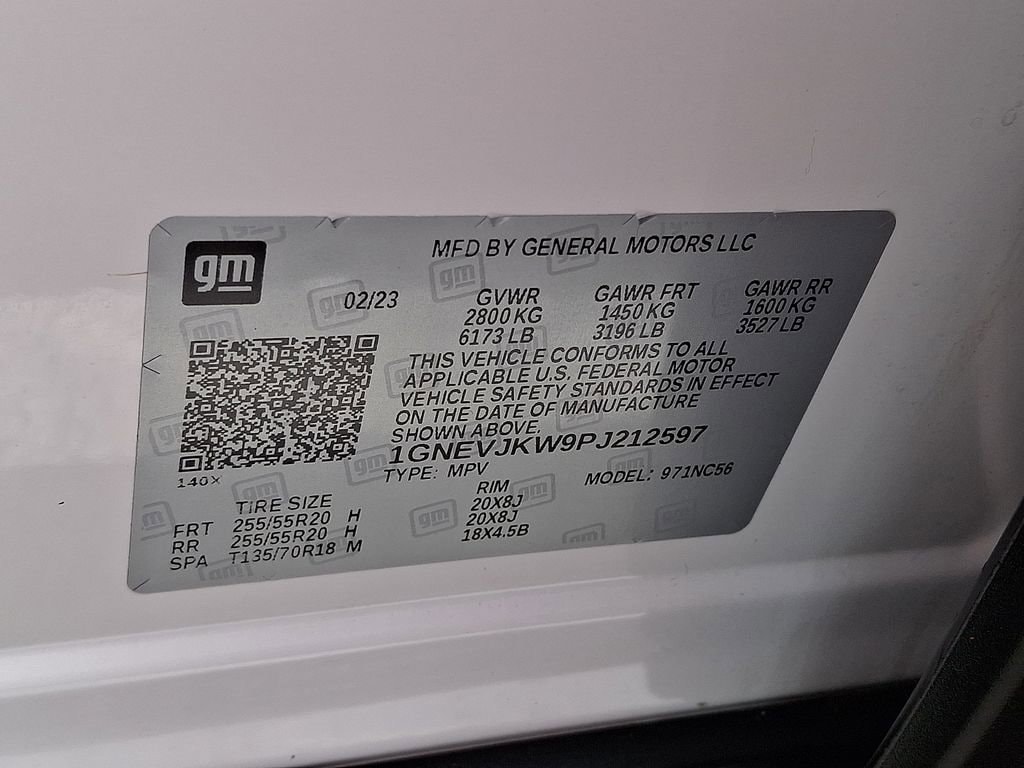 gm
MFD BY GENERAL MOTORS LLC
02/23
GVWR GAWR FRT GAWR RR
2800 KG 1450 KG 1600 KG
6173 LB 3196 LB 3527 LB
THIS VEHICLE CONFORMS TO ALL
APPLICABLE U.S. FEDERAL MOTOR
VEHICLE SAFETY STANDARDS IN EFFECT
ON THE DATE OF MANUFACTURE
SHOWN ABOVE.
1GNEVJKW9PJ212597
140X
TYPE: MPV MODEL: 971NC56
TIRE SIZE RIM
FRT 255/55R20 H 20X8J
RR 255/55R20 H 20X8J
SPA T135/70R18 M 18X4.5B